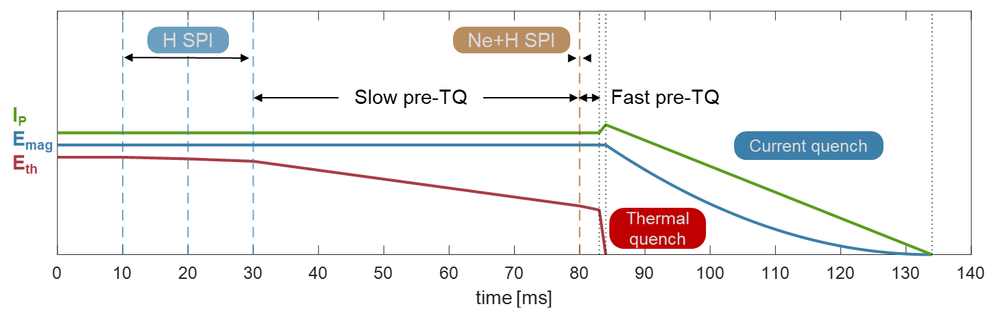 H SPI
Ne+H SPI
Slow pre-TQ
Fast pre-TQ
IP
Emag
Eth
Current quench
Thermal
quench
0 10 20 30 40 50 60 70 80 90 100 110 120 130 140
time [ms]